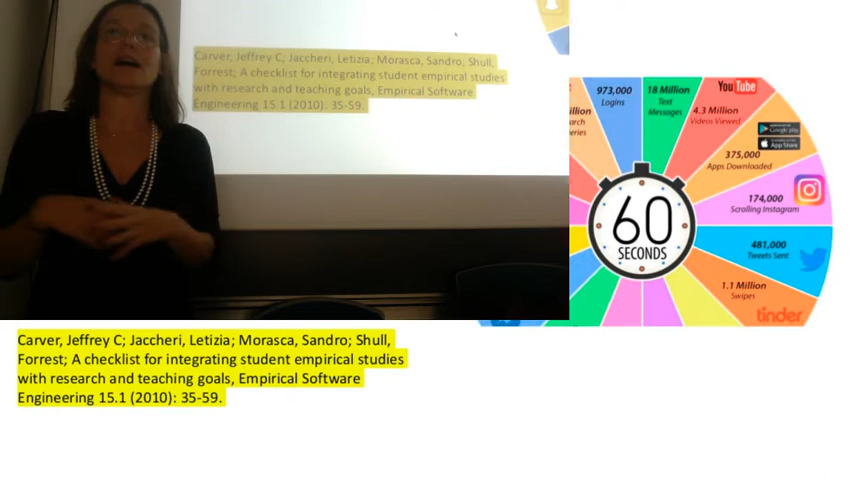 Carver, Jeffrey C; Jaccheri, Letizia; Morasca, Sandro; Shull,
Forrest; A checklist for integrating student empirical studies
with research and teaching goals, Empirical Software
Engineering 15.1 (2010): 35-59.
973,000
Logins
18 Million
Text
Messages
YouTube
4.3 Million
Videos Viewed
Google play
App Store
375,000
Apps Downloaded
174,000
Scrolling Instagram
481,000
Tweets Sent
1.1 Million
Swipes
tinder
60
SECONDS
Carver, Jeffrey C; Jaccheri, Letizia; Morasca, Sandro; Shull,
Forrest; A checklist for integrating student empirical studies
with research and teaching goals, Empirical Software
Engineering 15.1 (2010): 35-59.